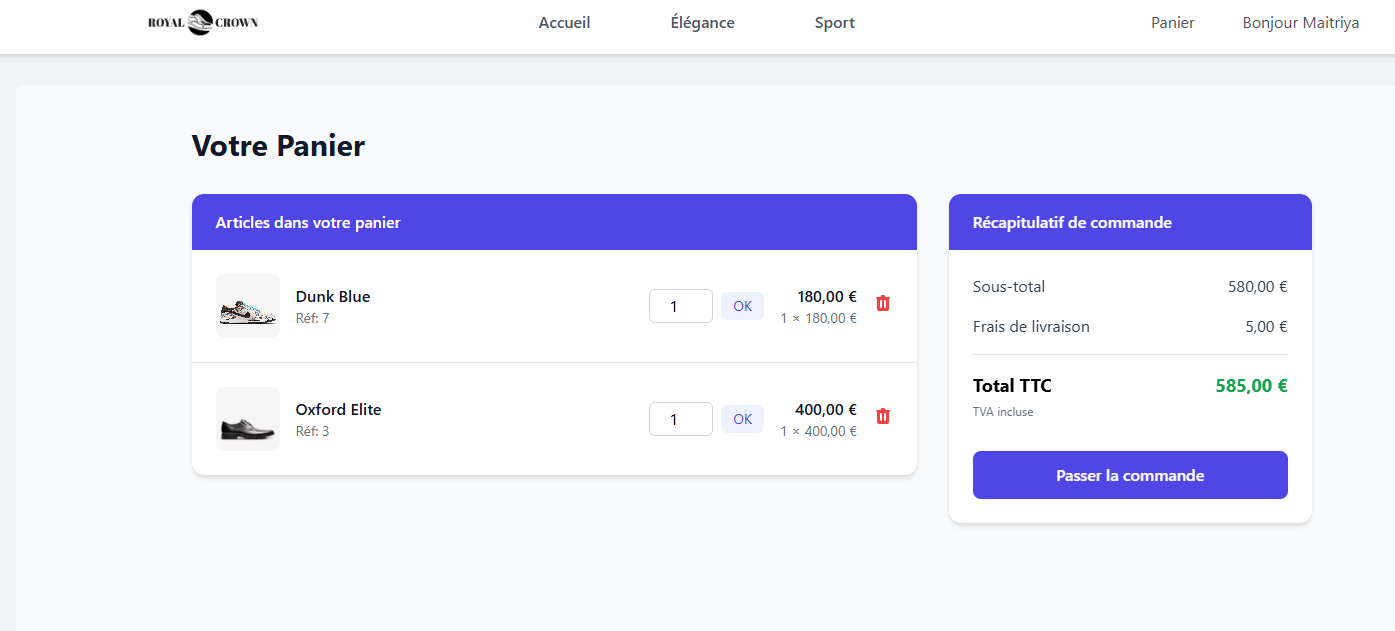 ROYAL CROWN
Accueil
Élégance
Sport
Panier
Bonjour Maitriya
Votre Panier
Articles dans votre panier
Dunk Blue
Réf: 7
1
OK
180,00 €
1 × 180,00 €
Oxford Elite
Réf: 3
1
OK
400,00 €
1 × 400,00 €
Récapitulatif de commande
Sous-total 580,00 €
Frais de livraison 5,00 €
Total TTC 585,00 €
TVA incluse
Passer la commande